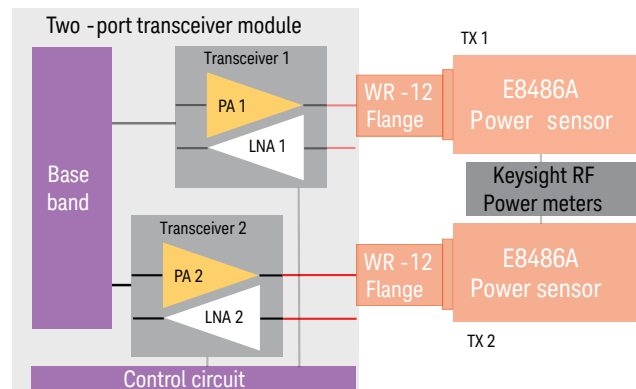 Two -port transceiver module
TX 1
Transceiver 1
PA 1
LNA 1
WR -12
Flange
E8486A
Power sensor
Base
band
Keysight RF
Power meters
Transceiver 2
PA 2
LNA 2
WR -12
Flange
E8486A
Power sensor
TX 2
Control circuit